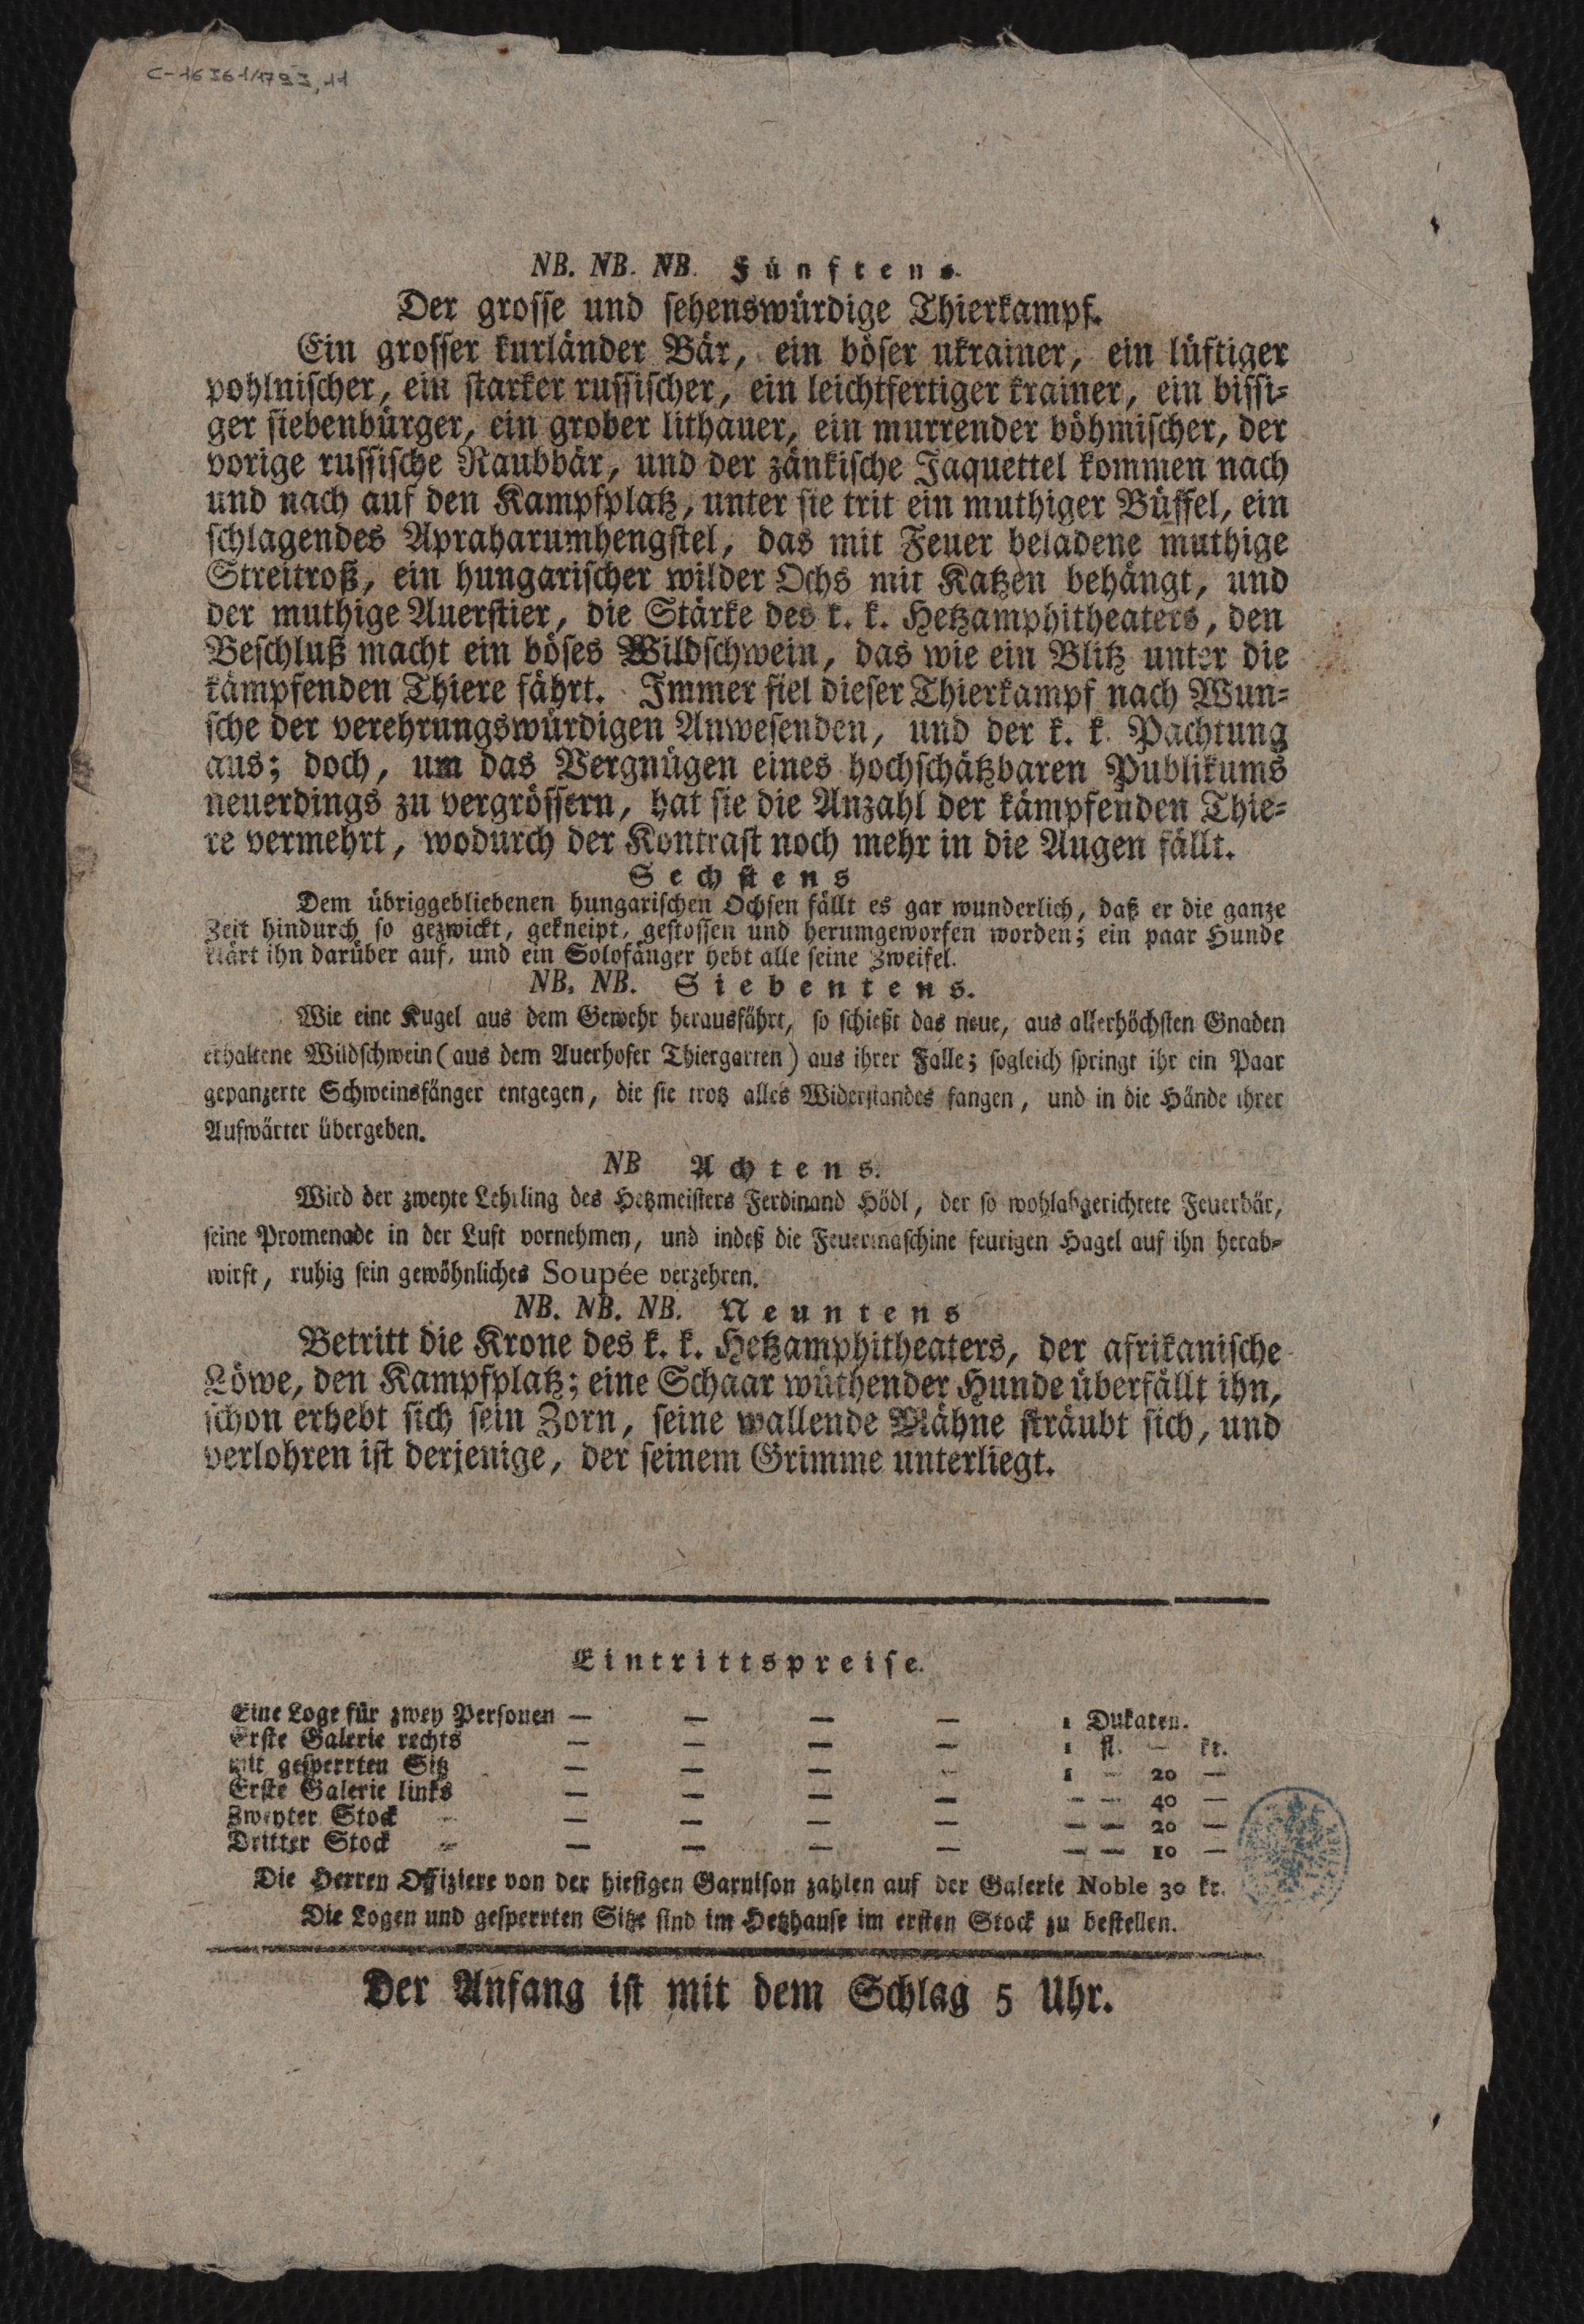 C-16361/1793,11
NB. NB. NB. Fünftens.
Der grosse und sehenswürdige Thierkampf.
Ein grosser kurländer Bär, ein böser ukrainer, ein lüftiger
pohlnischer, ein starker russischer, ein leichtfertiger krainer, ein bissi-
ger siebenbürger, ein grober lithauer, ein murrender böhmischer, der
vorige russische Raubbär, und der zänkische Jaquettel kommen nach
und nach auf den Kampfplatz, unter sie trit ein muthiger Büffel, ein
schlagendes Apraharumhengstel, das mit Feuer beladene muthige
Streitroß, ein hungarischer wilder Ochs mit Katzen behängt, und
der muthige Auerstier, die Stärke des k. k. Hetzamphitheaters, den
Beschluß macht ein böses Wildschwein, das wie ein Blitz unter die
kämpfenden Thiere fährt. Immer fiel dieser Thierkampf nach Wun-
sche der verehrungswürdigen Anwesenden, und der k. k. Pachtung
aus; doch, um das Vergnügen eines hochschätzbaren Publikums
neuerdings zu vergrössern, hat sie die Anzahl der kämpfenden Thie-
re vermehrt, wodurch der Kontrast noch mehr in die Augen fällt.
Sechstens
Dem übriggebliebenen hungarischen Ochsen fällt es gar wunderlich, daß er die ganze
Zeit hindurch so gezwickt, gekneipt, gestossen und herumgeworfen worden; ein paar Hunde
klärt ihn darüber auf, und ein Solofänger hebt alle seine Zweifel.
NB. NB. Siebentens.
Wie eine Kugel aus dem Gewehr herausfährt, so schießt das neue, aus allerhöchsten Gnaden
erhaltene Wildschwein (aus dem Auerhofer Thiergarten) aus ihrer Falle; sogleich springt ihr ein Paar
gepanzerte Schweinsfänger entgegen, die sie trotz alles Widerstandes fangen, und in die Hände ihrer
Aufwärter übergeben.
NB Achtens.
Wird der zweyte Lehrling des Hetzmeisters Ferdinand Hödl, der so wohlabgerichtete Feuerbär,
seine Promenade in der Luft vornehmen, und indeß die Feuermaschine feurigen Hagel auf ihn herab-
wirft, ruhig sein gewöhnliches Soupée verzehren.
NB. NB. NB. Neuntens
Betritt die Krone des k. k. Hetzamphitheaters, der afrikanische
Löwe, den Kampfplatz; eine Schaar wüthender Hunde überfällt ihn,
schon erhebt sich sein Zorn, seine wallende Mähne sträubt sich, und
verlohren ist derjenige, der seinem Grimme unterliegt.
Eintrittspreise.
Eine Loge für zwey Personen — — — — 1 Dukaten.
Erste Galerie rechts — — — — 1 fl. — kr.
mit gesperrten Sitz — — — — 1 — 20 —
Erste Galerie links — — — — — — 40 —
Zweyter Stock — — — — — — 20 —
Dritter Stock — — — — — — 10 —
Die Herren Offiziere von der hiesigen Garnison zahlen auf der Galerie Noble 30 kr.
Die Logen und gesperrten Sitze sind im Hetzhause im ersten Stock zu bestellen.
Der Anfang ist mit dem Schlag 5 Uhr.